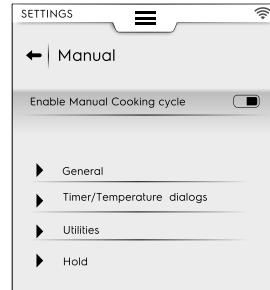 SETTINGS
Manual
Enable Manual Cooking cycle
General
Timer/Temperature dialogs
Utilities
Hold